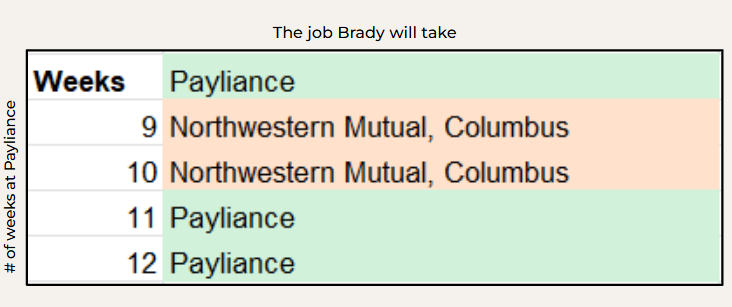 The job Brady will take
# of weeks at Payliance
Weeks Payliance
9 Northwestern Mutual, Columbus
10 Northwestern Mutual, Columbus
11 Payliance
12 Payliance